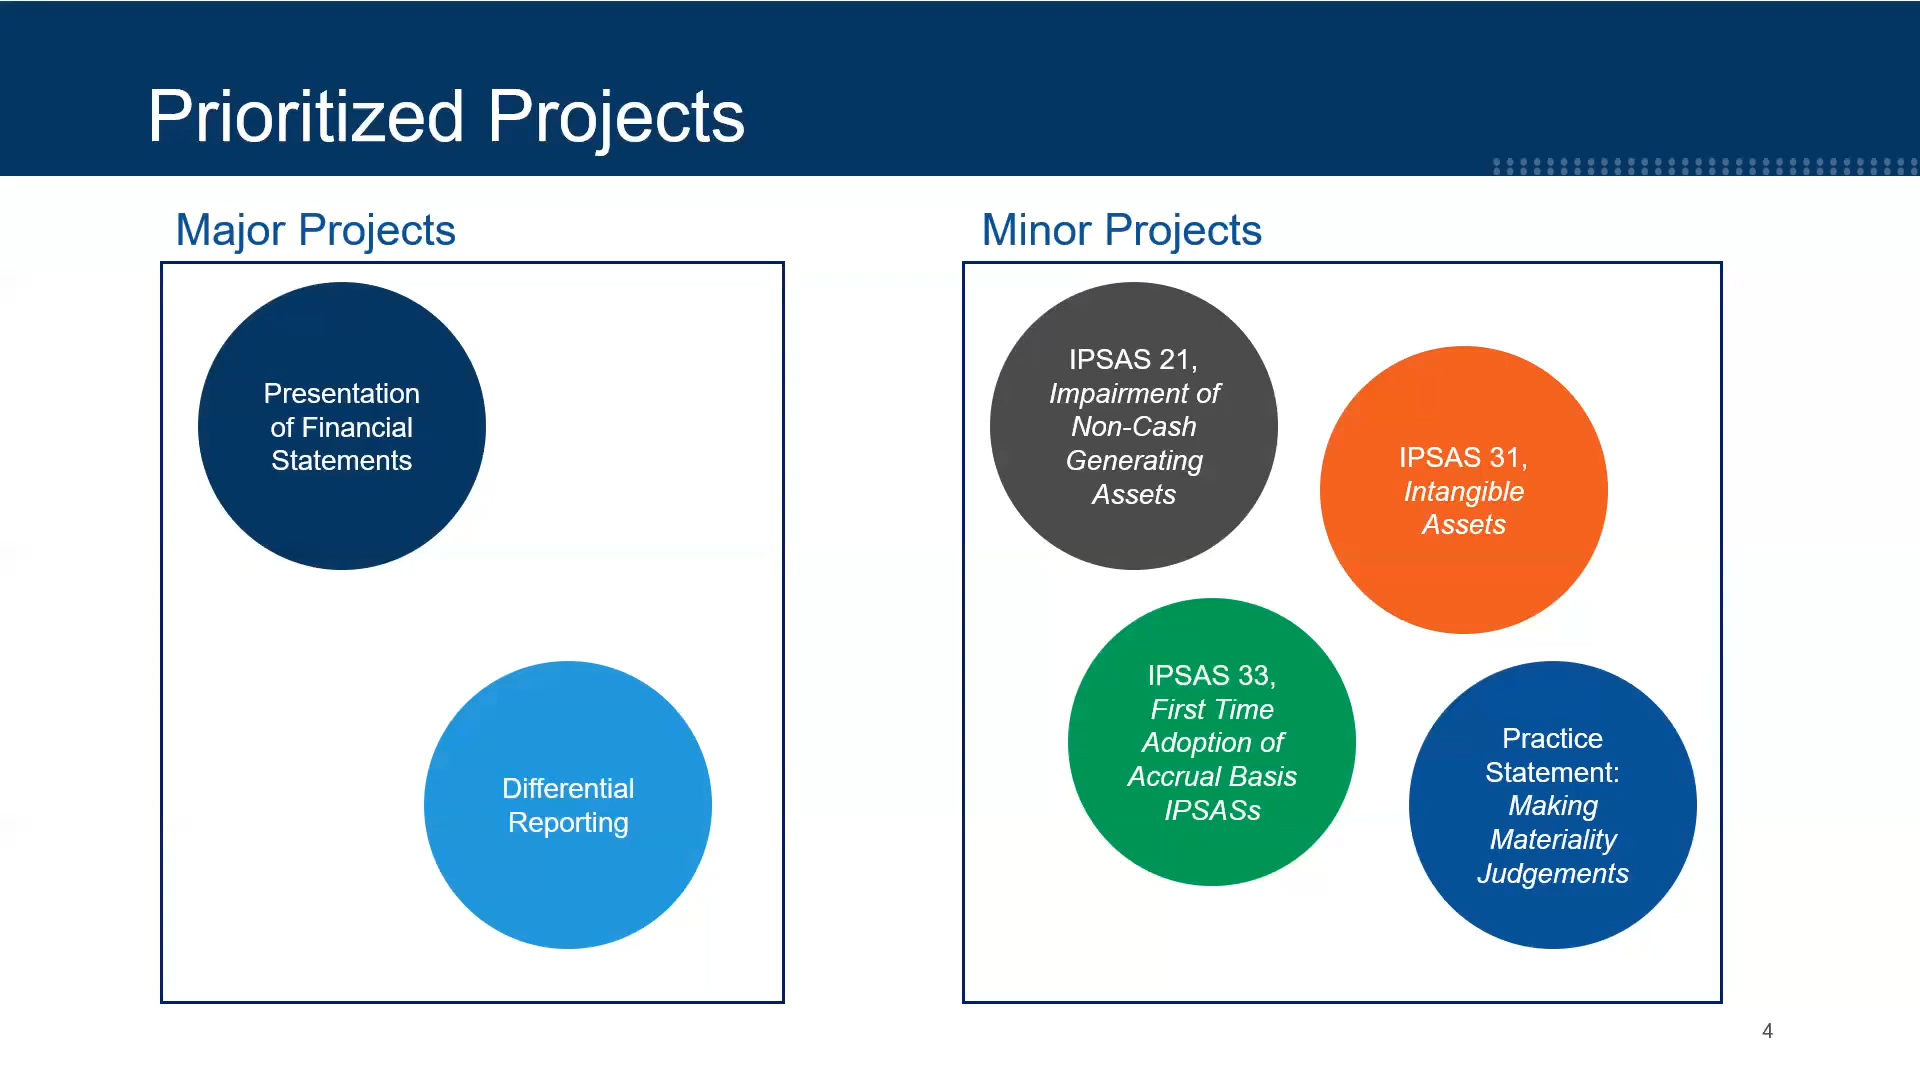 Prioritized Projects
Major Projects
Presentation
of Financial
Statements
Differential
Reporting
Minor Projects
IPSAS 21,
Impairment of
Non-Cash
Generating
Assets
IPSAS 31,
Intangible
Assets
IPSAS 33,
First Time
Adoption of
Accrual Basis
IPSASs
Practice
Statement:
Making
Materiality
Judgements
4